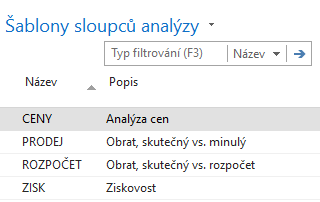 Šablony sloupců analýzy
Typ filtrování (F3) Název
Název Popis
CENY Analýza cen
PRODEJ Obrat, skutečný vs. minulý
ROZPOČET Obrat, skutečný vs. rozpočet
ZISK Ziskovost